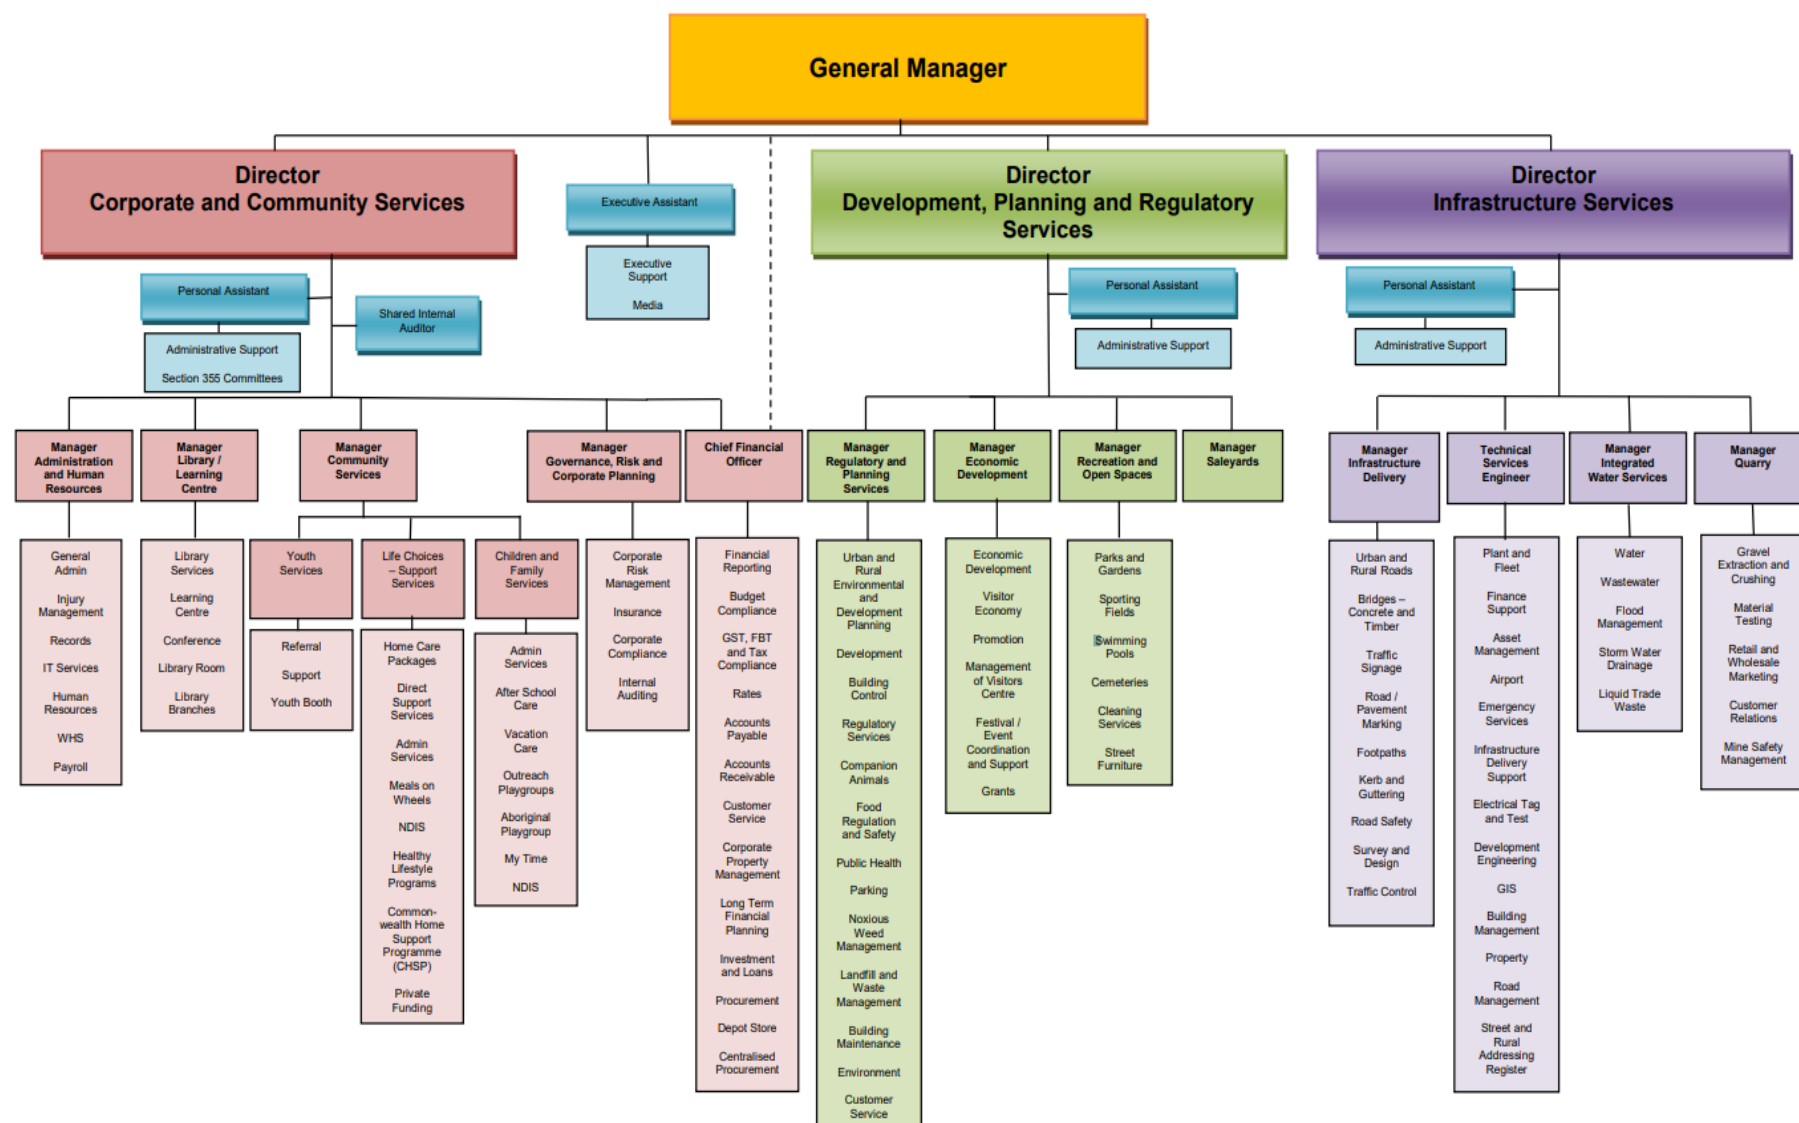 General Manager
Director
Corporate and Community Services
Executive Assistant
Executive
Support
Media
Director
Development, Planning and Regulatory
Services
Director
Infrastructure Services
Personal Assistant
Administrative Support
Section 355 Committees
Shared Internal
Auditor
Personal Assistant
Administrative Support
Personal Assistant
Administrative Support
Manager
Administration
and Human
Resources
General
Admin
Injury
Management
Records
IT Services
Human
Resources
WHS
Payroll
Manager
Library /
Learning
Centre
Library
Services
Learning
Centre
Conference
Library Room
Library
Branches
Manager
Community
Services
Youth
Services
Referral
Support
Youth Booth
Life Choices
– Support
Services
Home Care
Packages
Direct
Support
Services
Admin
Services
Meals on
Wheels
NDIS
Healthy
Lifestyle
Programs
Common-
wealth Home
Support
Programme
(CHSP)
Private
Funding
Children and
Family
Services
Admin
Services
After School
Care
Vacation
Care
Outreach
Playgroups
Aboriginal
Playgroup
My Time
NDIS
Manager
Governance, Risk and
Corporate Planning
Corporate
Risk
Management
Insurance
Corporate
Compliance
Internal
Auditing
Chief Financial
Officer
Financial
Reporting
Budget
Compliance
GST, FBT
and Tax
Compliance
Rates
Accounts
Payable
Accounts
Receivable
Customer
Service
Corporate
Property
Management
Long Term
Financial
Planning
Investment
and Loans
Procurement
Depot Store
Centralised
Procurement
Manager
Regulatory and
Planning
Services
Urban and
Rural
Environmental
and
Development
Planning
Development
Building
Control
Regulatory
Services
Companion
Animals
Food
Regulation
and Safety
Public Health
Parking
Noxious
Weed
Management
Landfill and
Waste
Management
Building
Maintenance
Environment
Customer
Service
Manager
Economic
Development
Economic
Development
Visitor
Economy
Promotion
Management
of Visitors
Centre
Festival /
Event
Coordination
and Support
Grants
Manager
Recreation and
Open Spaces
Parks and
Gardens
Sporting
Fields
Swimming
Pools
Cemeteries
Cleaning
Services
Street
Furniture
Manager
Saleyards
Manager
Infrastructure
Delivery
Urban and
Rural Roads
Bridges –
Concrete and
Timber
Traffic
Signage
Road /
Pavement
Marking
Footpaths
Kerb and
Guttering
Road Safety
Survey and
Design
Traffic Control
Technical
Services
Engineer
Plant and
Fleet
Finance
Support
Asset
Management
Airport
Emergency
Services
Infrastructure
Delivery
Support
Electrical Tag
and Test
Development
Engineering
GIS
Building
Management
Property
Road
Management
Street and
Rural
Addressing
Register
Manager
Integrated
Water Services
Water
Wastewater
Flood
Management
Storm Water
Drainage
Liquid Trade
Waste
Manager
Quarry
Gravel
Extraction and
Crushing
Material
Testing
Retail and
Wholesale
Marketing
Customer
Relations
Mine Safety
Management